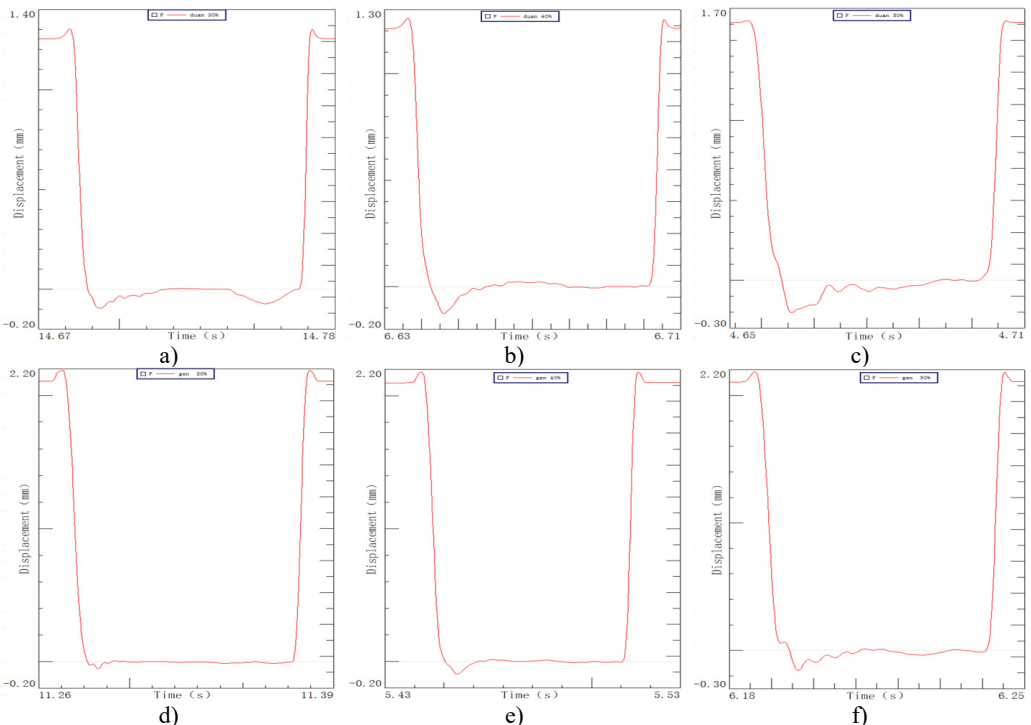 1.40
F duan 30%
Displacement (mm)
-0.20
14.67
Time (s)
14.78
a)
1.30
F duan 40%
Displacement (mm)
-0.20
6.63
Time (s)
6.71
b)
1.70
F duan 50%
Displacement (mm)
-0.30
4.65
Time (s)
4.71
c)
2.20
F gen 30%
Displacement (mm)
-0.20
11.26
Time (s)
11.39
d)
2.20
F gen 40%
Displacement (mm)
-0.20
5.43
Time (s)
5.53
e)
2.20
F gen 50%
Displacement (mm)
-0.30
6.18
Time (s)
6.25
f)